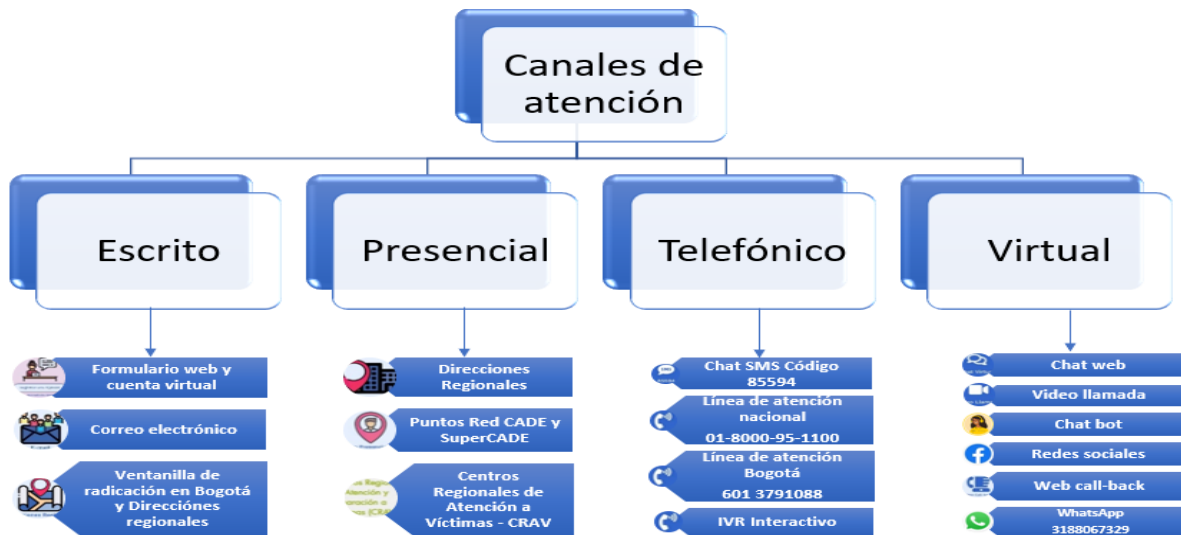 Canales de
atención
Escrito
Presencial
Telefónico
Virtual
Formulario web y
cuenta virtual
Correo electrónico
Ventanilla de
radicación en Bogotá
y Direcciónes
regionales
Direcciones
Regionales
Puntos Red CADE y
SuperCADE
Centros
Regionales de
Atención a
Víctimas - CRAV
Chat SMS Código
85594
Línea de atención
nacional
01-8000-95-1100
Línea de atención
Bogotá
601 3791088
IVR Interactivo
Chat web
Video llamada
Chat bot
Redes sociales
Web call-back
WhatsApp
3188067329